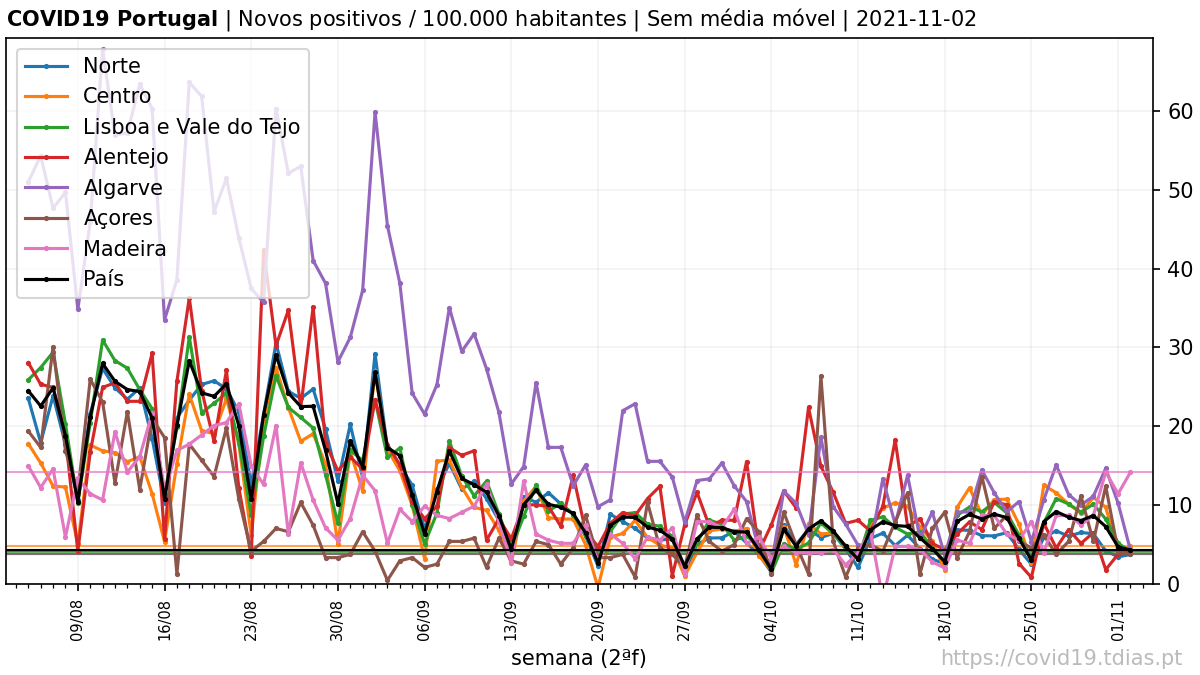 COVID19 Portugal | Novos positivos / 100.000 habitantes | Sem média móvel | 2021-11-02
Norte
Centro
Lisboa e Vale do Tejo
Alentejo
Algarve
Açores
Madeira
País
60
50
40
30
20
10
0
09/08 16/08 23/08 30/08 06/09 13/09 20/09 27/09 04/10 11/10 18/10 25/10 01/11
semana (2ªf)
https://covid19.tdias.pt